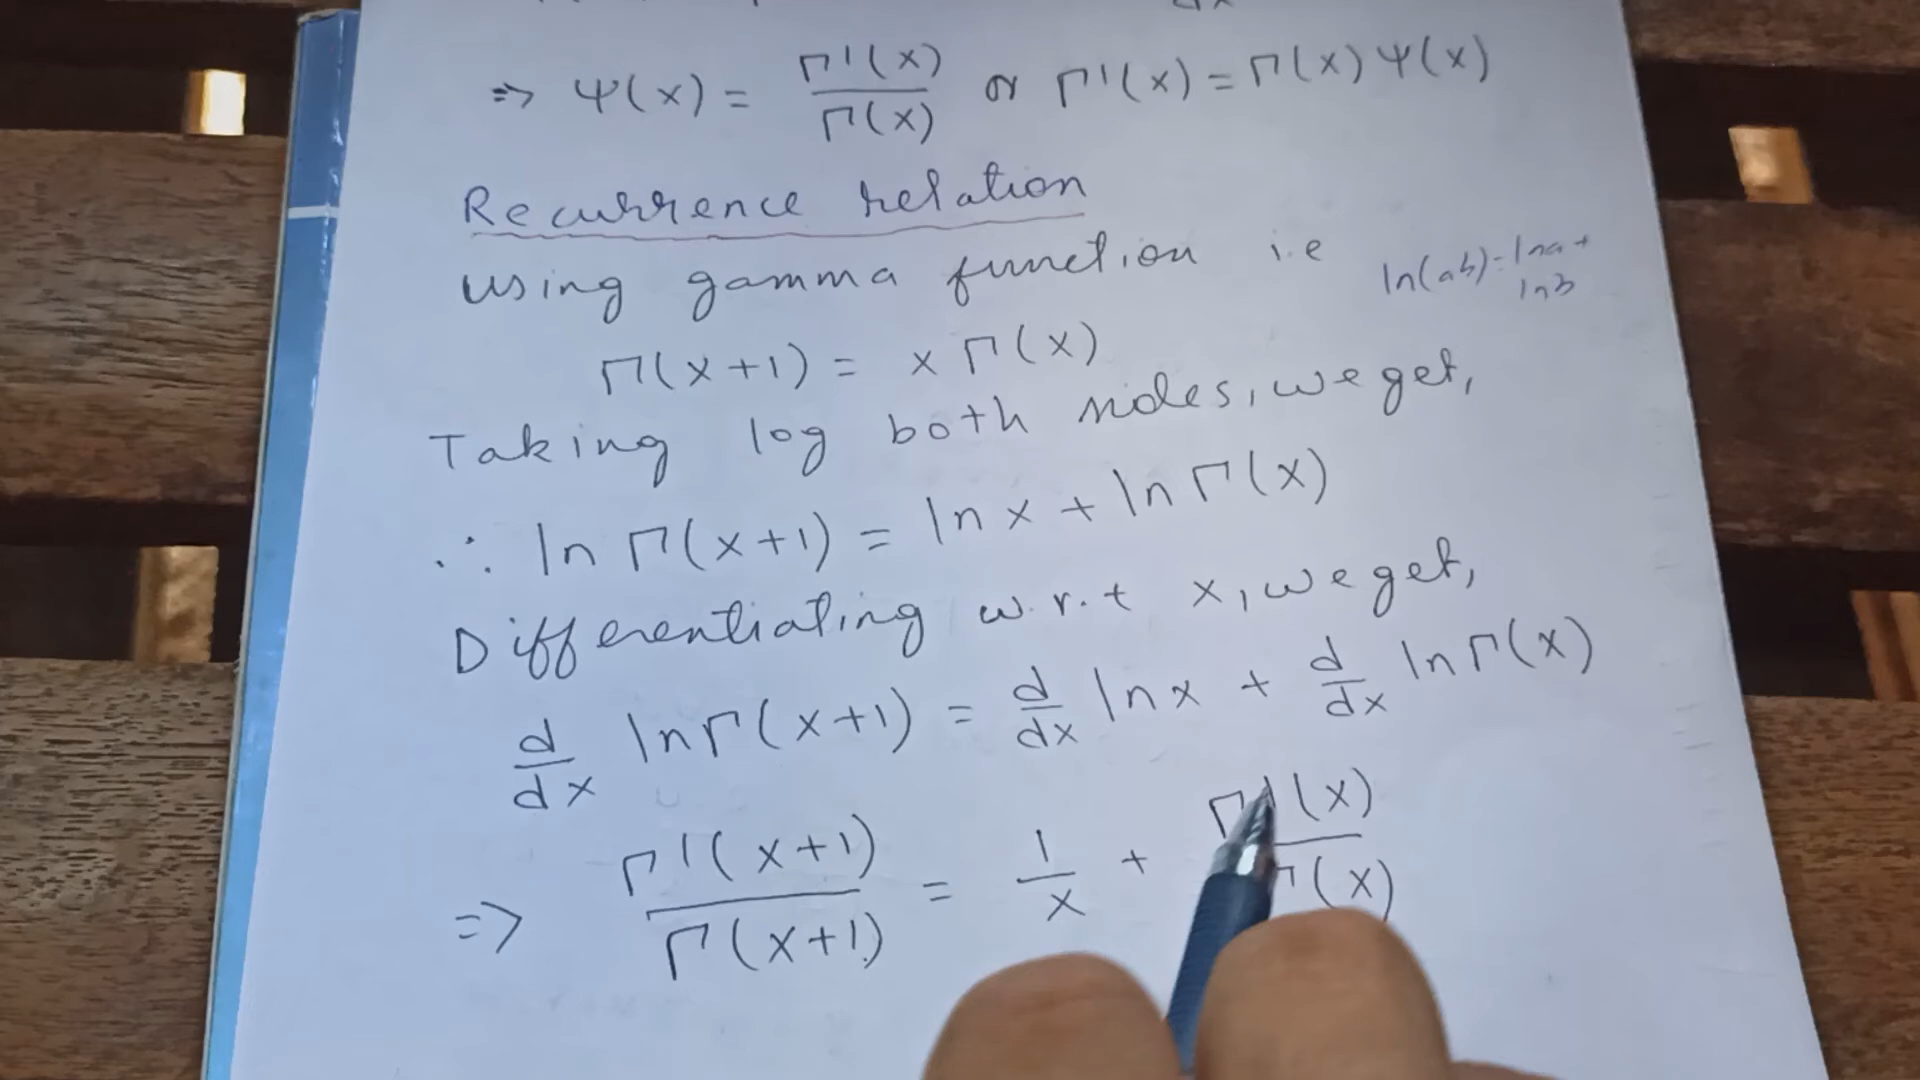 => Ψ(x) = Γ'(x)/Γ(x) or Γ'(x) = Γ(x) Ψ(x)
Recurrence relation
using gamma function i.e
ln(ab) = lna +
lnb
Γ(x+1) = x Γ(x)
Taking log both sides, we get,
∴ ln Γ(x+1) = ln x + ln Γ(x)
Differentiating w.r.t x, we get,
d/dx ln Γ(x+1) = d/dx ln x + d/dx ln Γ(x)
=> Γ'(x+1)/Γ(x+1) = 1/x + Γ'(x)/Γ(x)